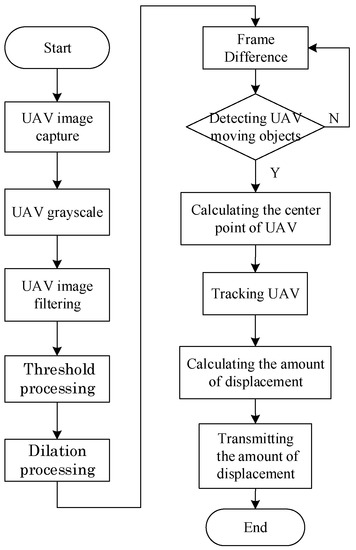 Start
UAV image
capture
UAV grayscale
UAV image
filtering
Threshold
processing
Dilation
processing
Frame
Difference
Detecting UAV
moving objects
N
Y
Calculating the center
point of UAV
Tracking UAV
Calculating the amount
of displacement
Transmitting
the amount of
displacement
End